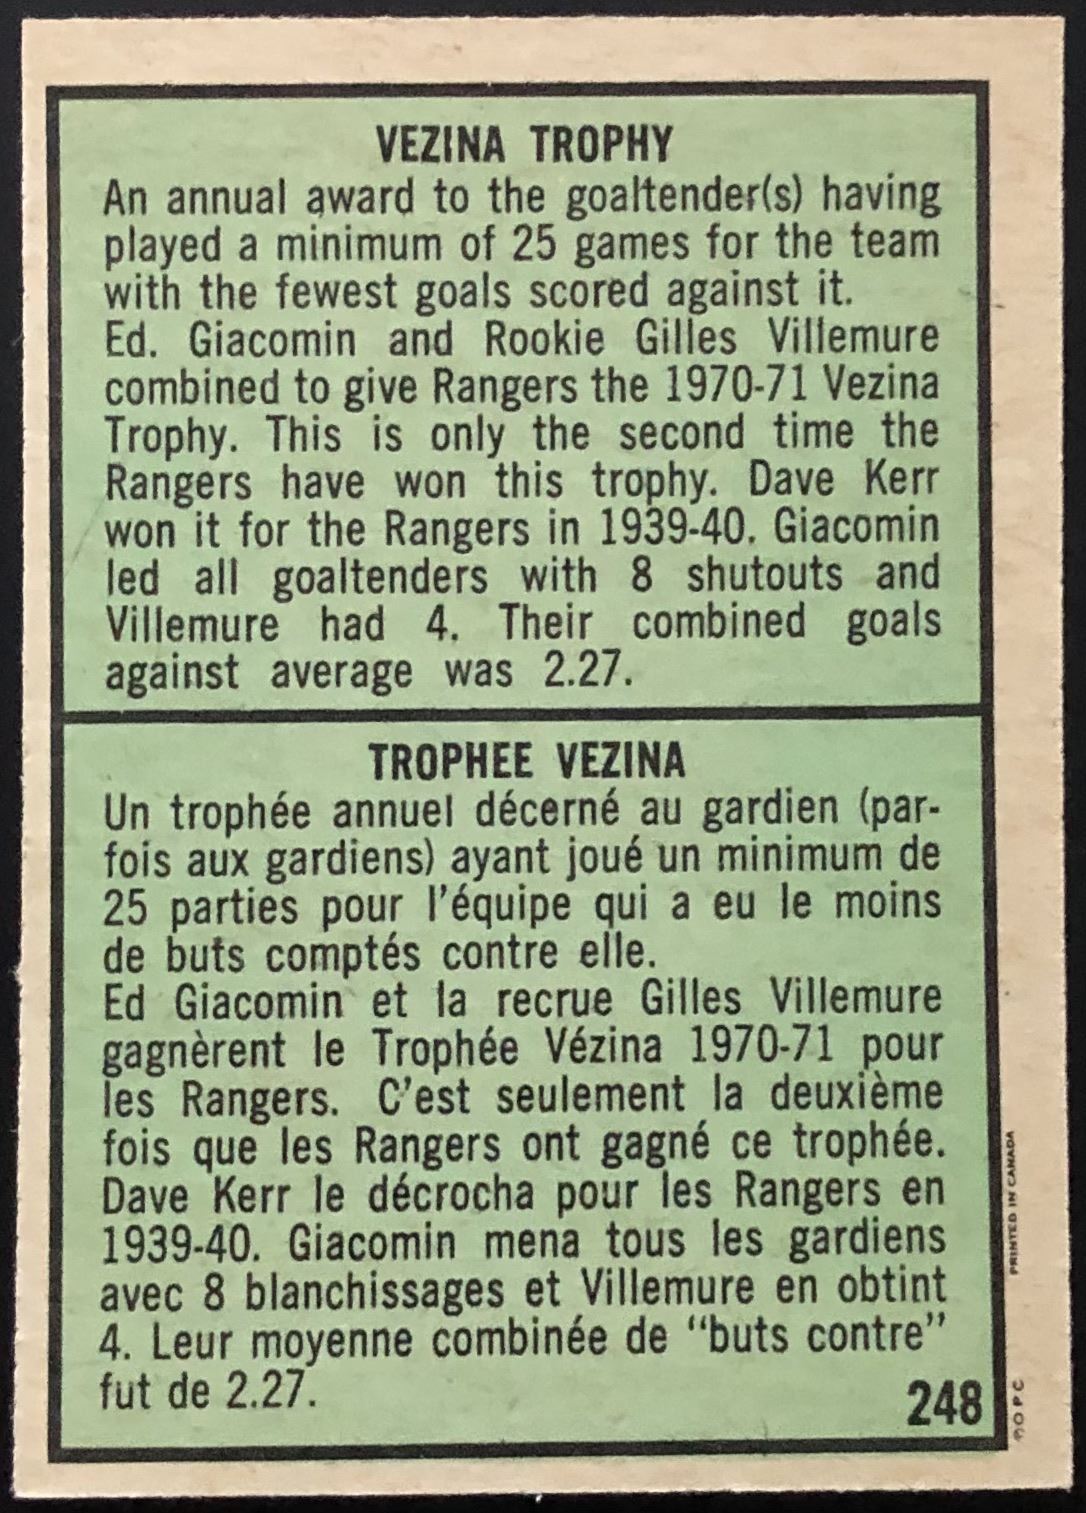 VEZINA TROPHY
An annual award to the goaltender(s) having
played a minimum of 25 games for the team
with the fewest goals scored against it.
Ed. Giacomin and Rookie Gilles Villemure
combined to give Rangers the 1970-71 Vezina
Trophy. This is only the second time the
Rangers have won this trophy. Dave Kerr
won it for the Rangers in 1939-40. Giacomin
led all goaltenders with 8 shutouts and
Villemure had 4. Their combined goals
against average was 2.27.
TROPHEE VEZINA
Un trophée annuel décerné au gardien (par-
fois aux gardiens) ayant joué un minimum de
25 parties pour l'équipe qui a eu le moins
de buts comptés contre elle.
Ed Giacomin et la recrue Gilles Villemure
gagnèrent le Trophée Vézina 1970-71 pour
les Rangers. C'est seulement la deuxième
fois que les Rangers ont gagné ce trophée.
Dave Kerr le décrocha pour les Rangers en
1939-40. Giacomin mena tous les gardiens
avec 8 blanchissages et Villemure en obtint
4. Leur moyenne combinée de "buts contre"
fut de 2.27.
248
©OPC
PRINTED IN CANADA